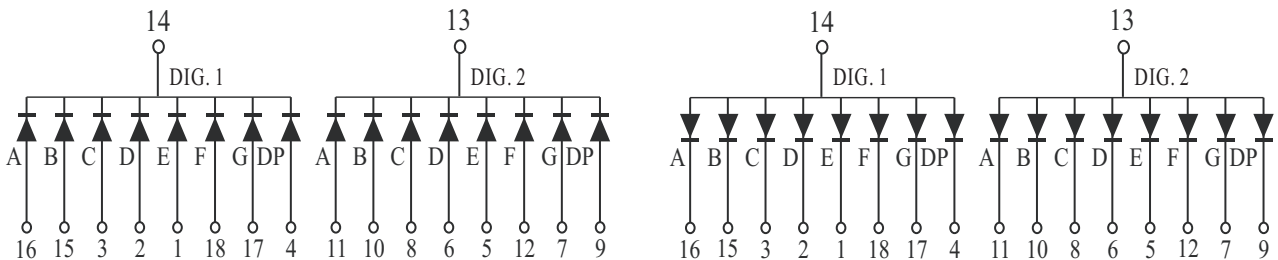 14 13 14 13
DIG. 1 DIG. 2 DIG. 1 DIG. 2
A B C D E F G DP A B C D E F G DP A B C D E F G DP A B C D E F G DP
16 15 3 2 1 18 17 4 11 10 8 6 5 12 7 9 16 15 3 2 1 18 17 4 11 10 8 6 5 12 7 9